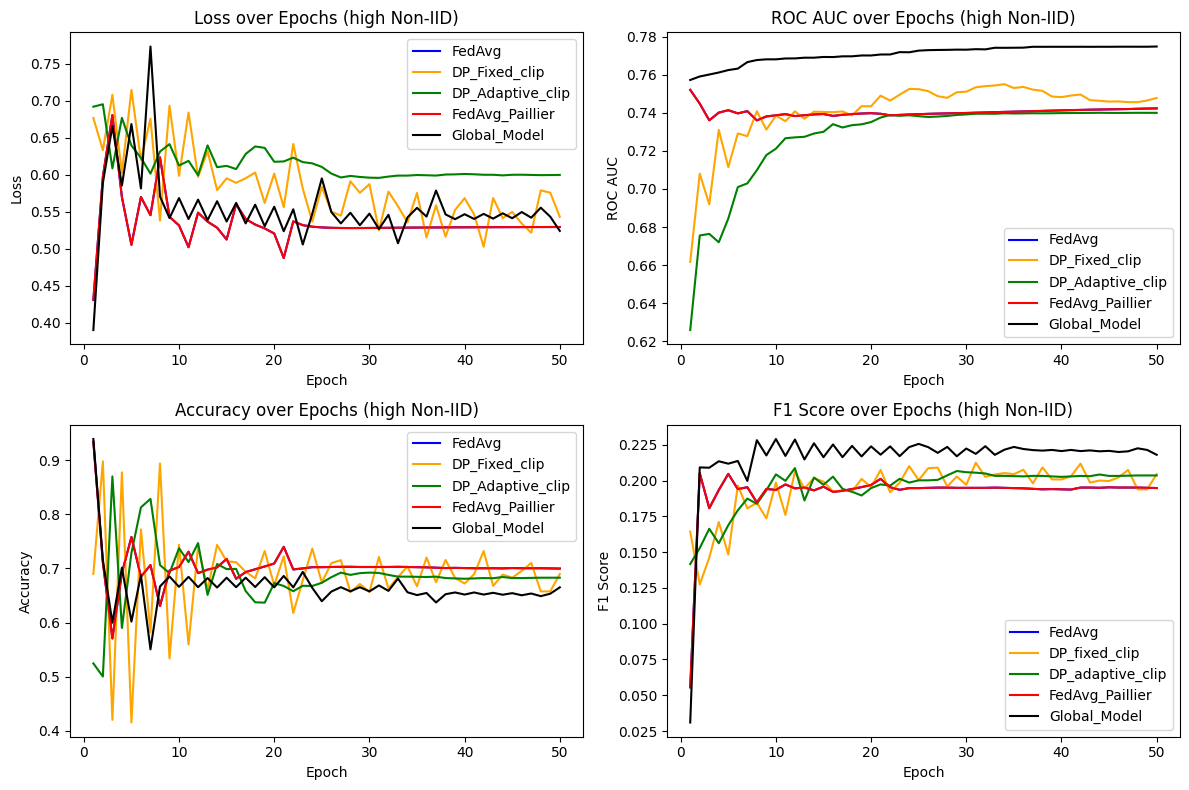 Loss over Epochs (high Non-IID)
Loss
0.75
0.70
0.65
0.60
0.55
0.50
0.45
0.40
FedAvg
DP_Fixed_clip
DP_Adaptive_clip
FedAvg_Paillier
Global_Model
0
10
20
30
40
50
Epoch
ROC AUC over Epochs (high Non-IID)
ROC AUC
0.78
0.76
0.74
0.72
0.70
0.68
0.66
0.64
0.62
FedAvg
DP_Fixed_clip
DP_Adaptive_clip
FedAvg_Paillier
Global_Model
0
10
20
30
40
50
Epoch
Accuracy over Epochs (high Non-IID)
Accuracy
0.9
0.8
0.7
0.6
0.5
0.4
FedAvg
DP_Fixed_clip
DP_Adaptive_clip
FedAvg_Paillier
Global_Model
0
10
20
30
40
50
Epoch
F1 Score over Epochs (high Non-IID)
F1 Score
0.225
0.200
0.175
0.150
0.125
0.100
0.075
0.050
0.025
FedAvg
DP_fixed_clip
DP_adaptive_clip
FedAvg_Paillier
Global_Model
0
10
20
30
40
50
Epoch